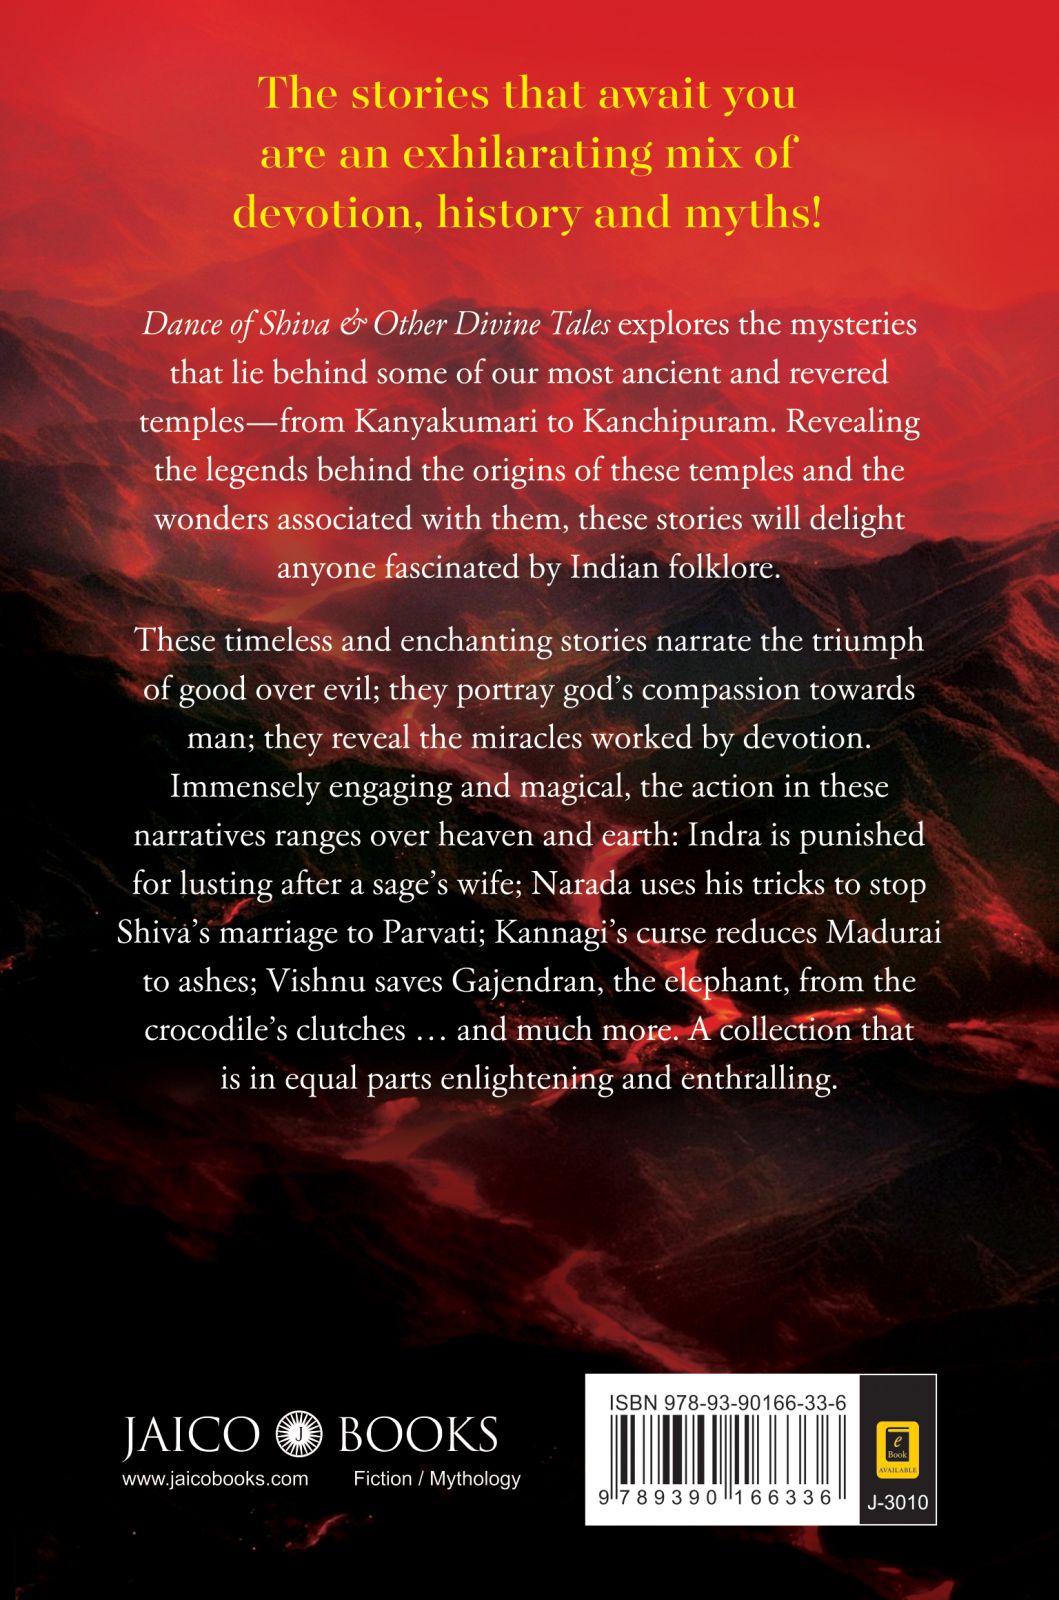 The stories that await you
are an exhilarating mix of
devotion, history and myths!
Dance of Shiva & Other Divine Tales explores the mysteries
that lie behind some of our most ancient and revered
temples—from Kanyakumari to Kanchipuram. Revealing
the legends behind the origins of these temples and the
wonders associated with them, these stories will delight
anyone fascinated by Indian folklore.
These timeless and enchanting stories narrate the triumph
of good over evil; they portray god’s compassion towards
man; they reveal the miracles worked by devotion.
Immensely engaging and magical, the action in these
narratives ranges over heaven and earth: Indra is punished
for lusting after a sage’s wife; Narada uses his tricks to stop
Shiva’s marriage to Parvati; Kannagi’s curse reduces Madurai
to ashes; Vishnu saves Gajendran, the elephant, from the
crocodile’s clutches … and much more. A collection that
is in equal parts enlightening and enthralling.
JAICO J BOOKS
www.jaicobooks.com Fiction / Mythology
ISBN 978-93-90166-33-6
9 789390 166336
e
Book
AVAILABLE
J-3010